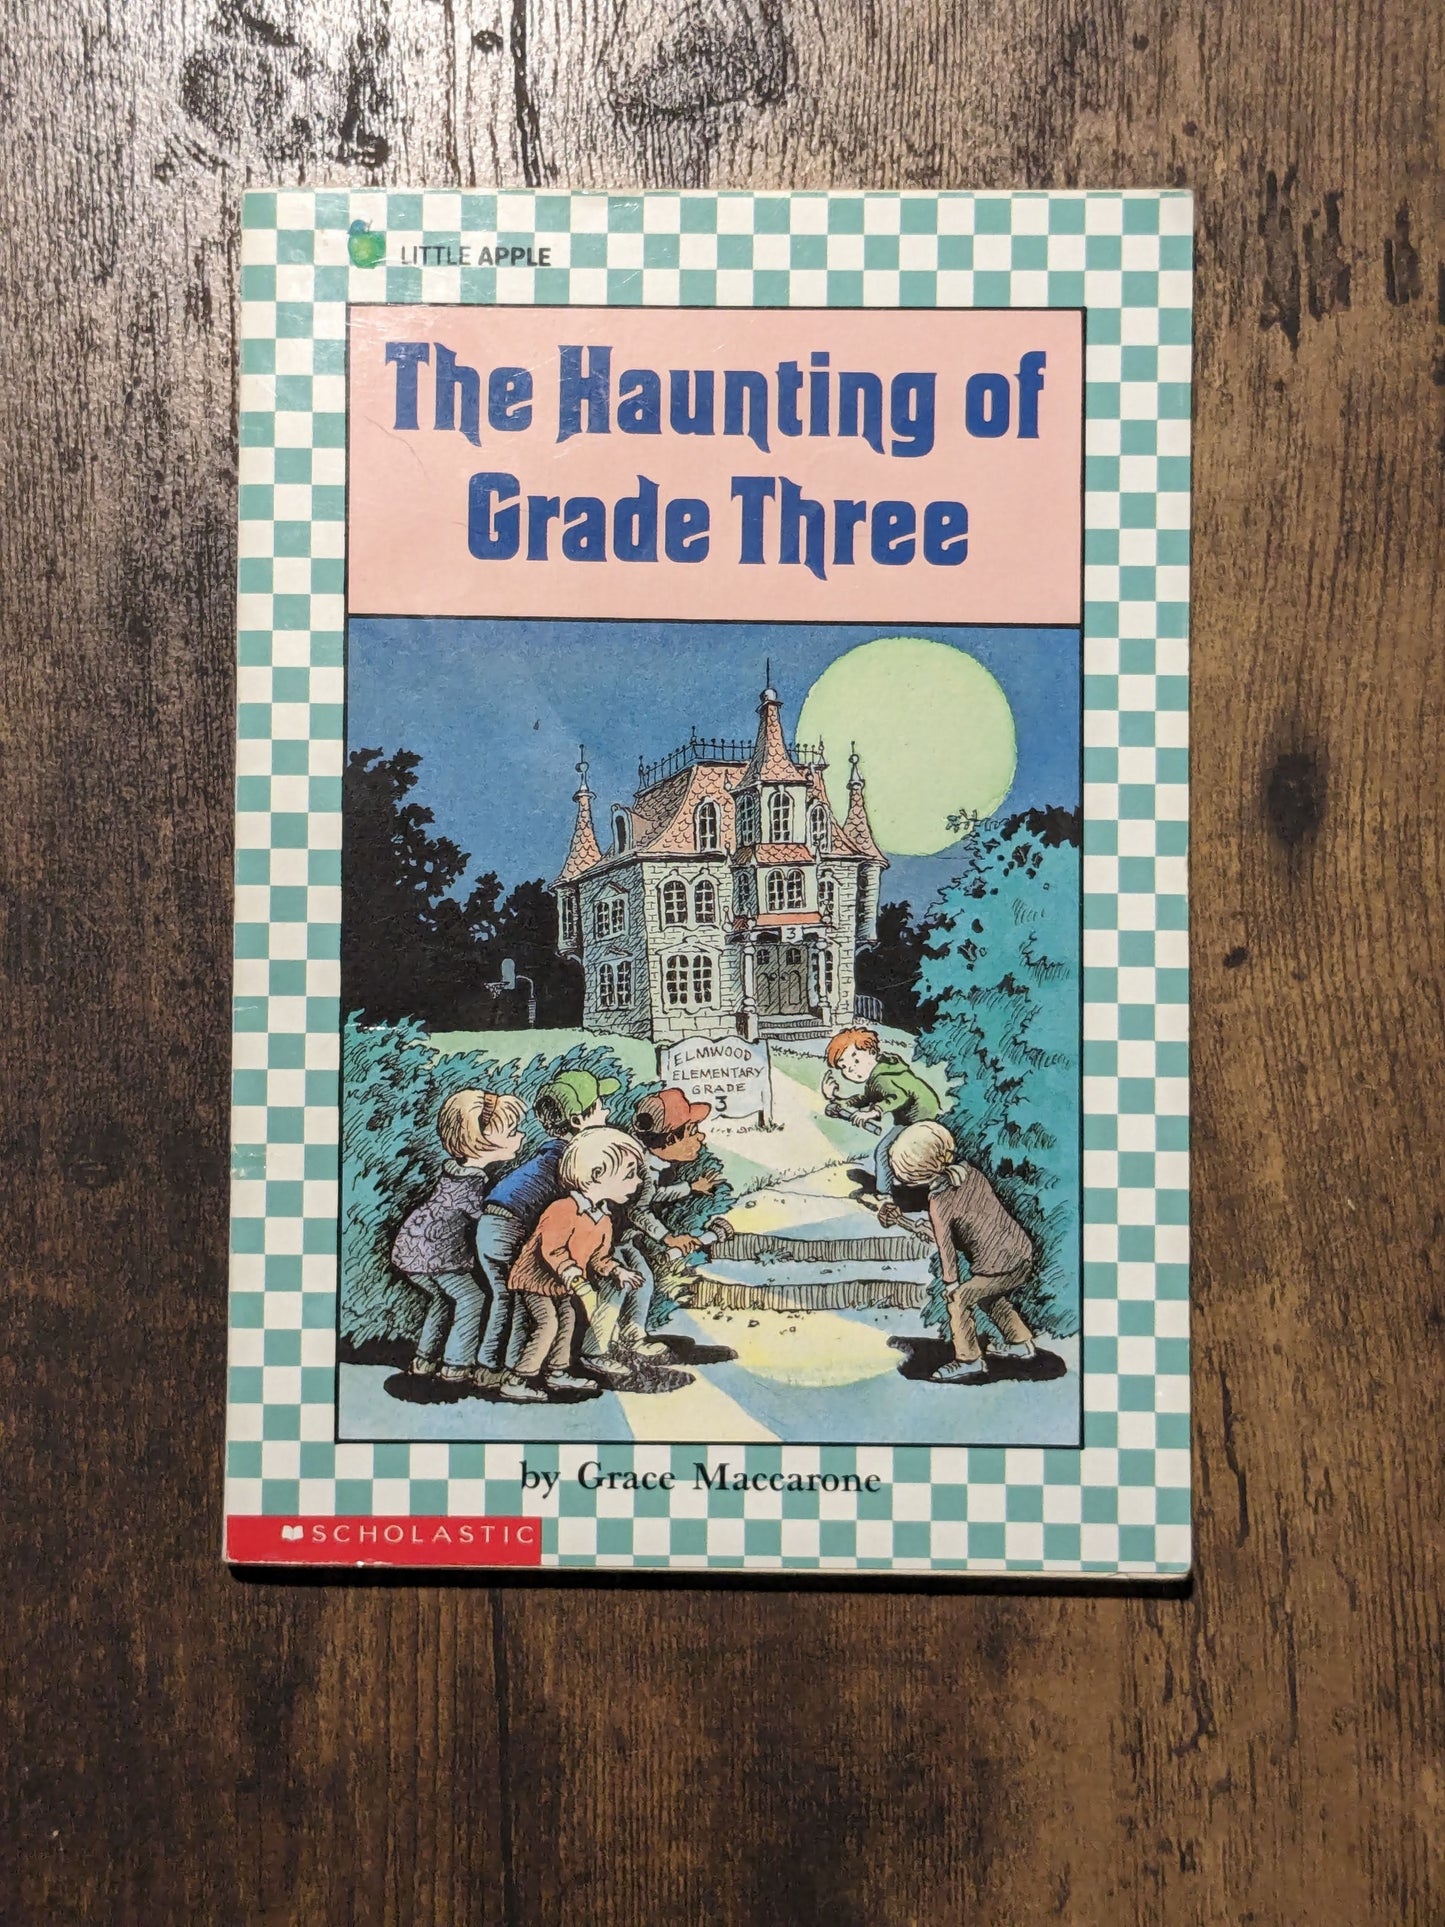 LITTLE APPLE
The Haunting of
Grade Three
3
ELMWOOD
ELEMENTARY
GRADE
3
by Grace Maccarone
SCHOLASTIC